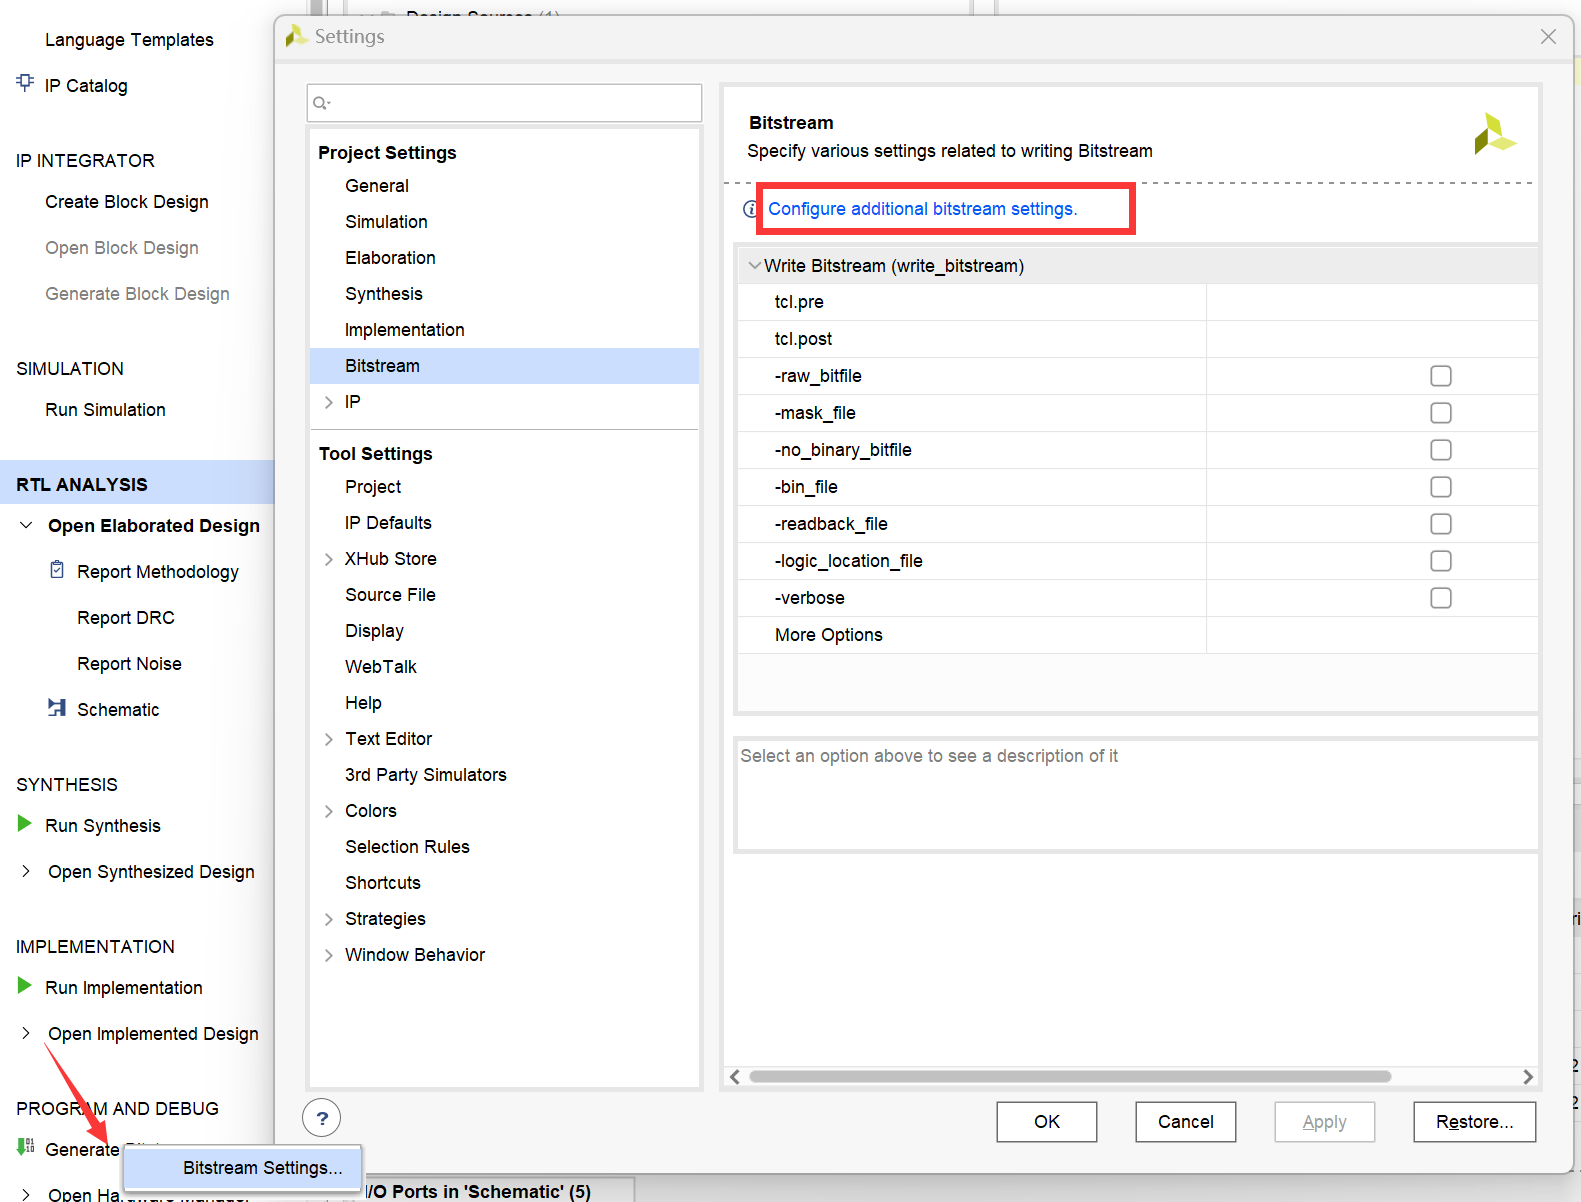 Language Templates
IP Catalog
IP INTEGRATOR
Create Block Design
Open Block Design
Generate Block Design
SIMULATION
Run Simulation
RTL ANALYSIS
Open Elaborated Design
Report Methodology
Report DRC
Report Noise
Schematic
SYNTHESIS
Run Synthesis
Open Synthesized Design
IMPLEMENTATION
Run Implementation
Open Implemented Design
PROGRAM AND DEBUG
Generate
Open
Bitstream Settings...
Settings
Project Settings
General
Simulation
Elaboration
Synthesis
Implementation
Bitstream
IP
Tool Settings
Project
IP Defaults
XHub Store
Source File
Display
WebTalk
Help
Text Editor
3rd Party Simulators
Colors
Selection Rules
Shortcuts
Strategies
Window Behavior
?
Bitstream
Specify various settings related to writing Bitstream
Configure additional bitstream settings.
Write Bitstream (write_bitstream)
tcl.pre
tcl.post
-raw_bitfile
-mask_file
-no_binary_bitfile
-bin_file
-readback_file
-logic_location_file
-verbose
More Options
Select an option above to see a description of it
OK
Cancel
Apply
Restore...
I/O Ports in 'Schematic' (5)